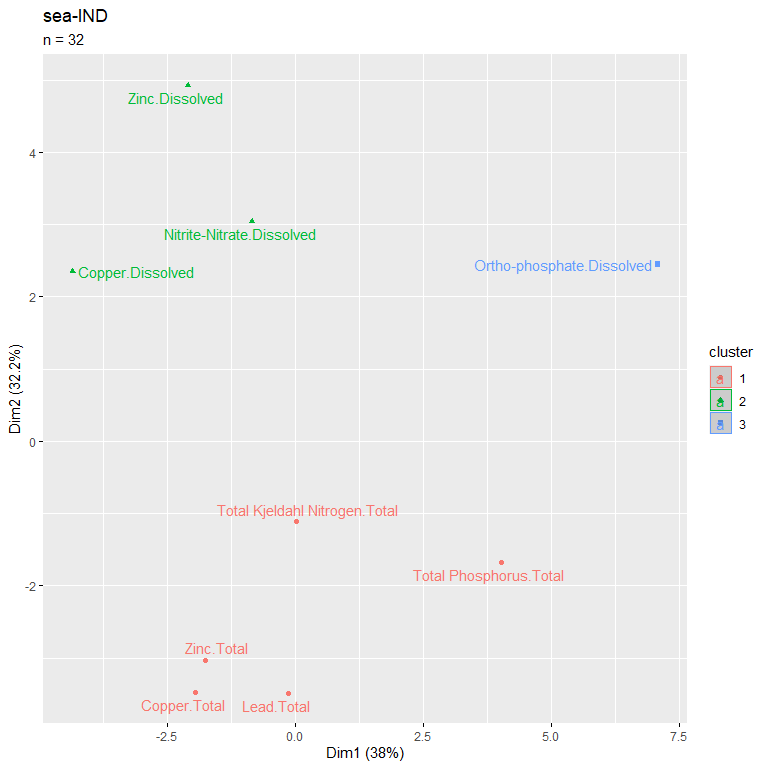 sea-IND
n = 32
Zinc.Dissolved
Nitrite-Nitrate.Dissolved
Copper.Dissolved
Ortho-phosphate.Dissolved
Total Kjeldahl Nitrogen.Total
Total Phosphorus.Total
Zinc.Total
Copper.Total
Lead.Total
4
2
0
-2
Dim2 (32.2%)
-2.5
0.0
2.5
5.0
7.5
Dim1 (38%)
cluster
a 1
a 2
a 3